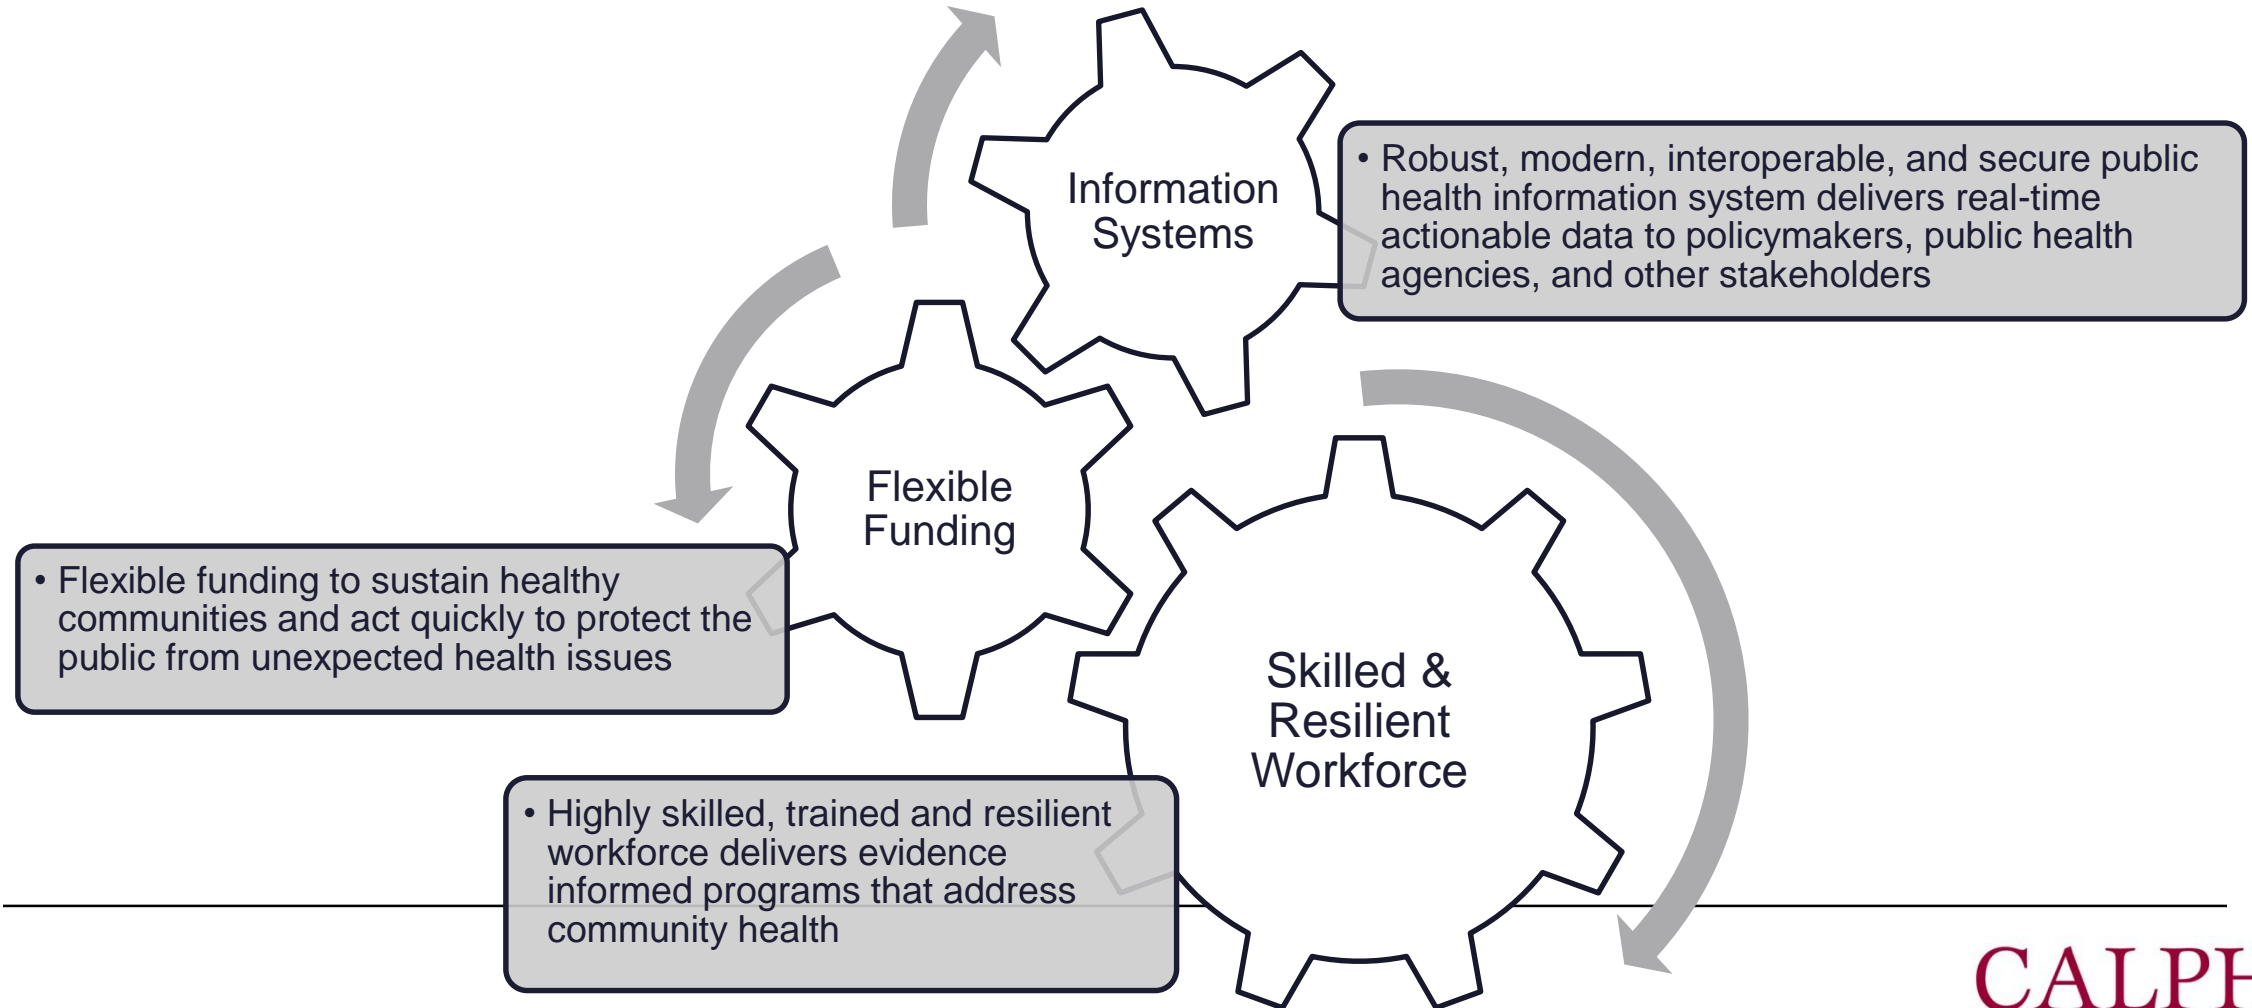 Information
Systems
• Robust, modern, interoperable, and secure public
health information system delivers real-time
actionable data to policymakers, public health
agencies, and other stakeholders
Flexible
Funding
• Flexible funding to sustain healthy
communities and act quickly to protect the
public from unexpected health issues
Skilled &
Resilient
Workforce
• Highly skilled, trained and resilient
workforce delivers evidence
informed programs that address
community health